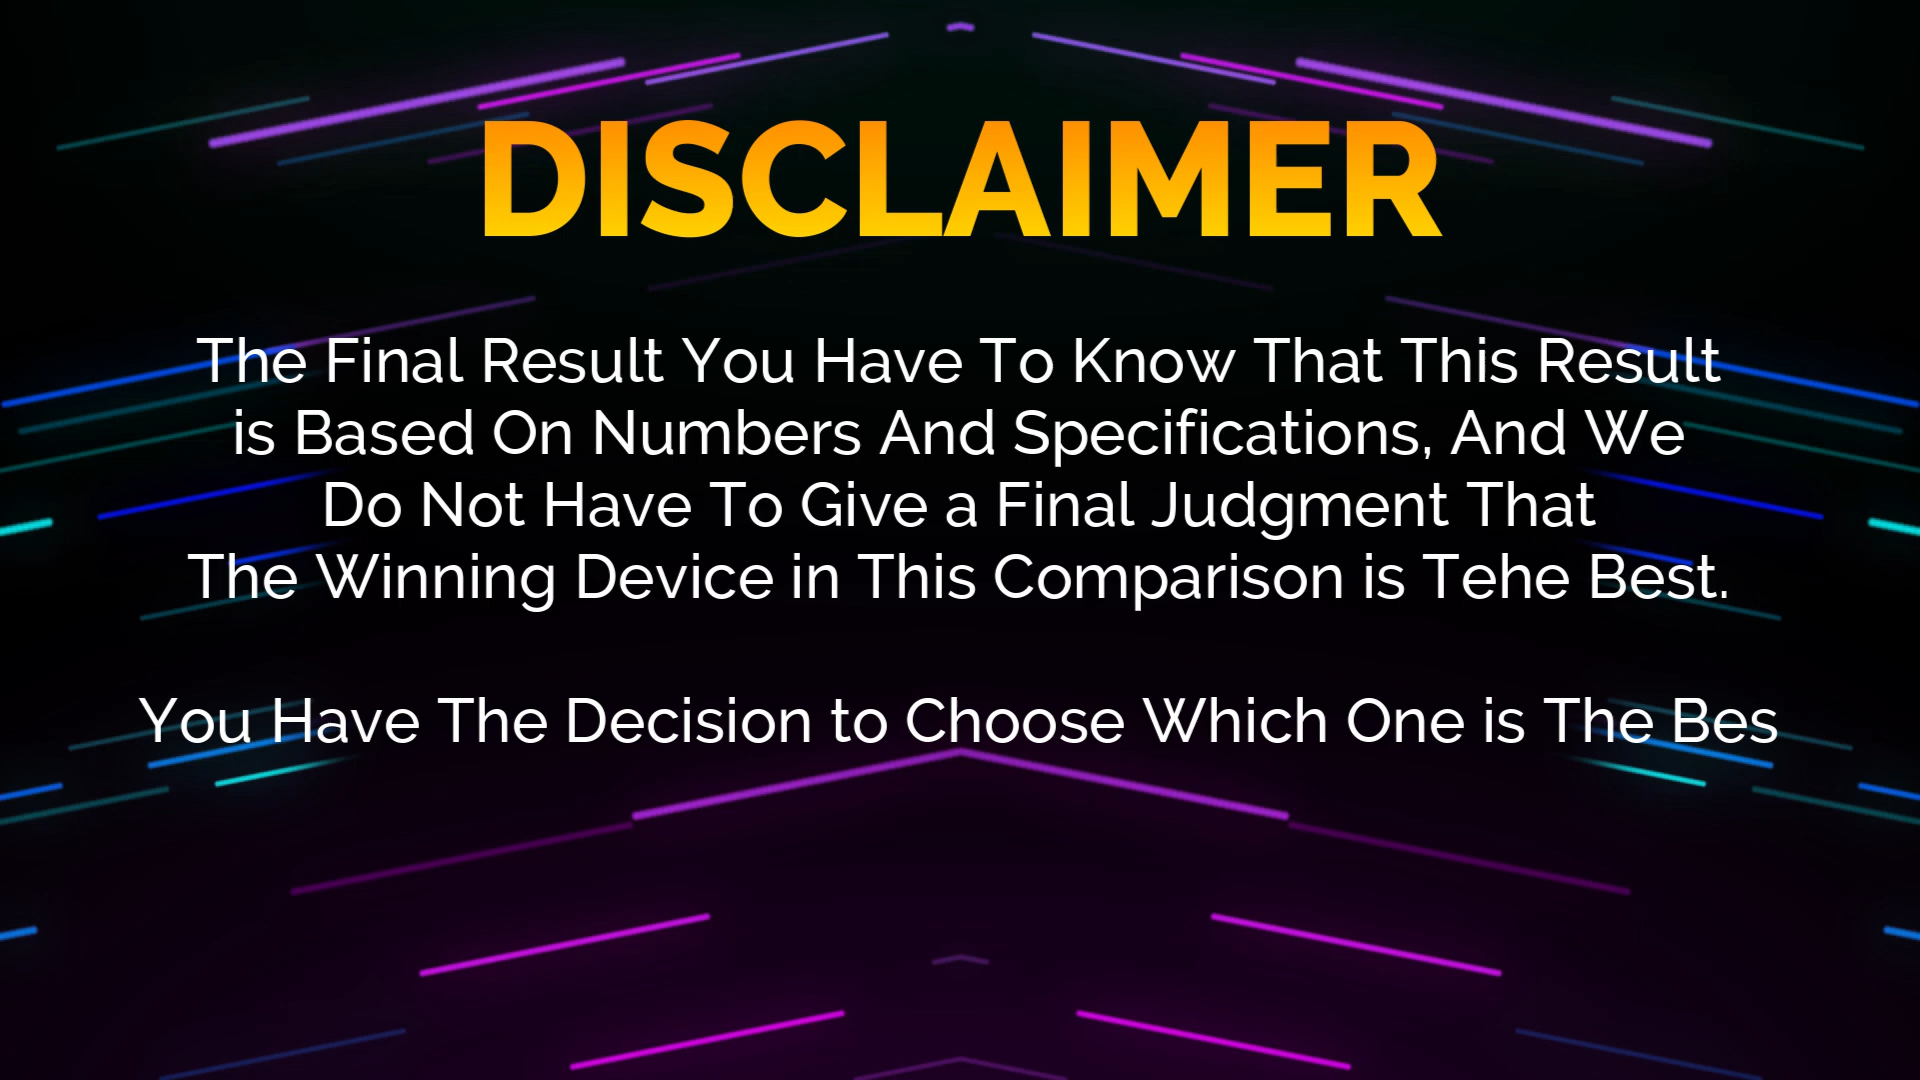 DISCLAIMER
The Final Result You Have To Know That This Result
is Based On Numbers And Specifications, And We
Do Not Have To Give a Final Judgment That
The Winning Device in This Comparison is Tehe Best.
You Have The Decision to Choose Which One is The Bes